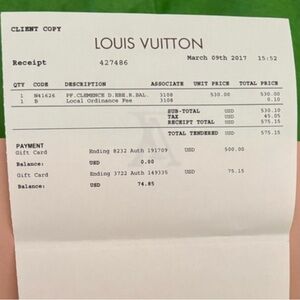 CLIENT COPY
LOUIS VUITTON
Receipt 427486 March 09th 2017 15:52
QTY CODE DESCRIPTION ASSOCIATE UNIT PRICE TOTAL PRICE
1 N41626 PF.CLEMENCE D.EBE R.BAL. 3108 530.00 530.00
1 B Local Ordinance Fee 3108 0.10
SUB-TOTAL USD 530.10
TAX USD 45.05
RECEIPT TOTAL USD 575.15
TOTAL TENDERED USD 575.15
PAYMENT
Gift Card Ending 8232 Auth 191709 USD 500.00
Balance: USD 0.00
Gift Card Ending 3722 Auth 149335 USD 75.15
Balance: USD 74.85